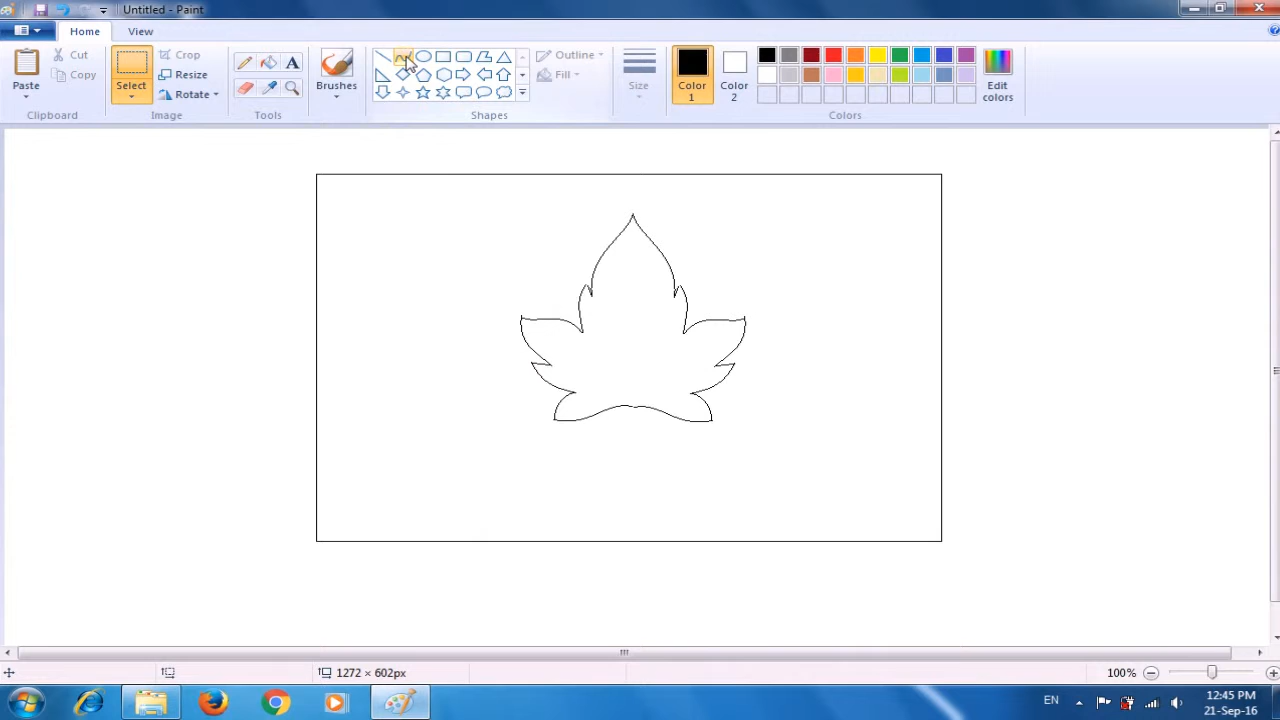 Untitled - Paint
Home View
Paste
Cut
Copy
Clipboard
Select
Crop
Resize
Rotate
Image
A
Tools
Brushes
Shapes
Outline
Fill
Size
Color 1
Color 2
Edit colors
Colors
1272 × 602px
100%
EN
12:45 PM
21-Sep-16